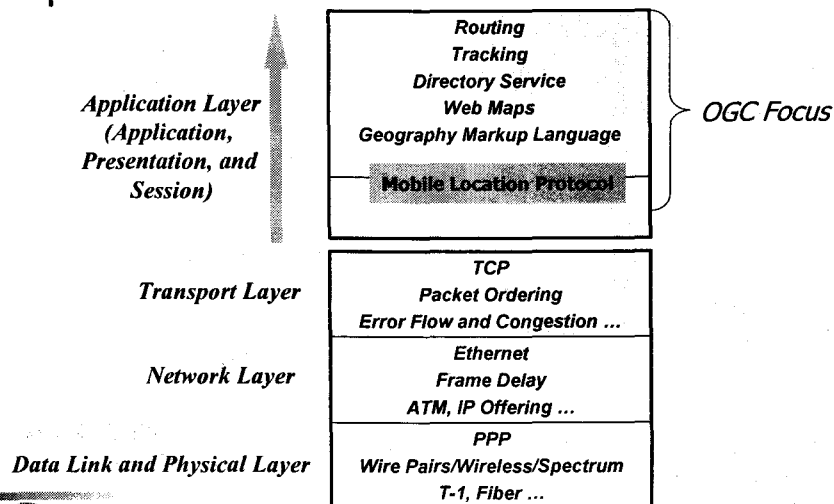 Routing
Tracking
Directory Service
Web Maps
Geography Markup Language
Mobile Location Protocol
Application Layer
(Application,
Presentation, and
Session)
OGC Focus
Transport Layer
TCP
Packet Ordering
Error Flow and Congestion ...
Network Layer
Ethernet
Frame Delay
ATM, IP Offering ...
Data Link and Physical Layer
PPP
Wire Pairs/Wireless/Spectrum
T-1, Fiber ...